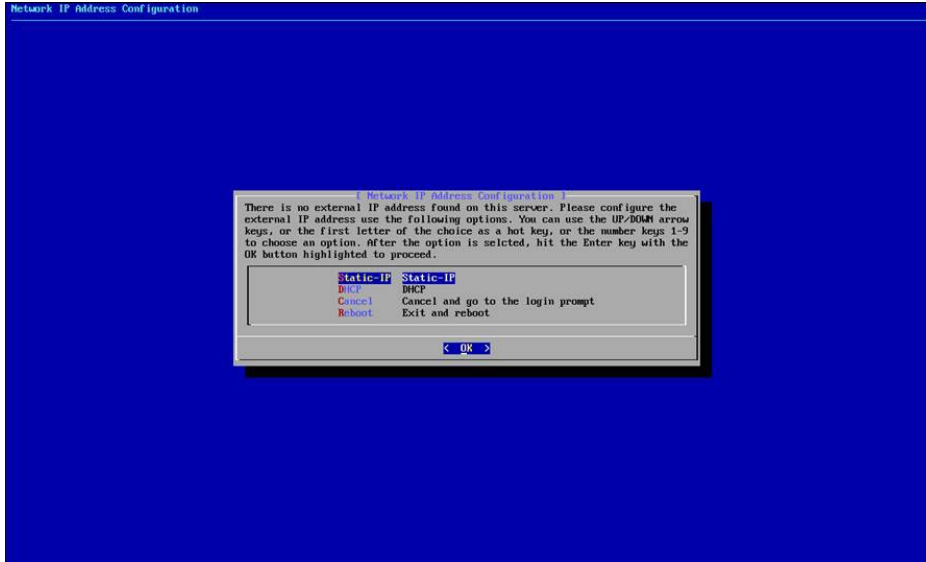 Network IP Address Configuration
[ Network IP Address Configuration ]
There is no external IP address found on this server. Please configure the
external IP address use the following options. You can use the UP/DOWN arrow
keys, or the first letter of the choice as a hot key, or the number keys 1-9
to choose an option. After the option is selcted, hit the Enter key with the
OK button highlighted to proceed.
Static-IP Static-IP
DHCP DHCP
Cancel Cancel and go to the login prompt
Reboot Exit and reboot
< OK >